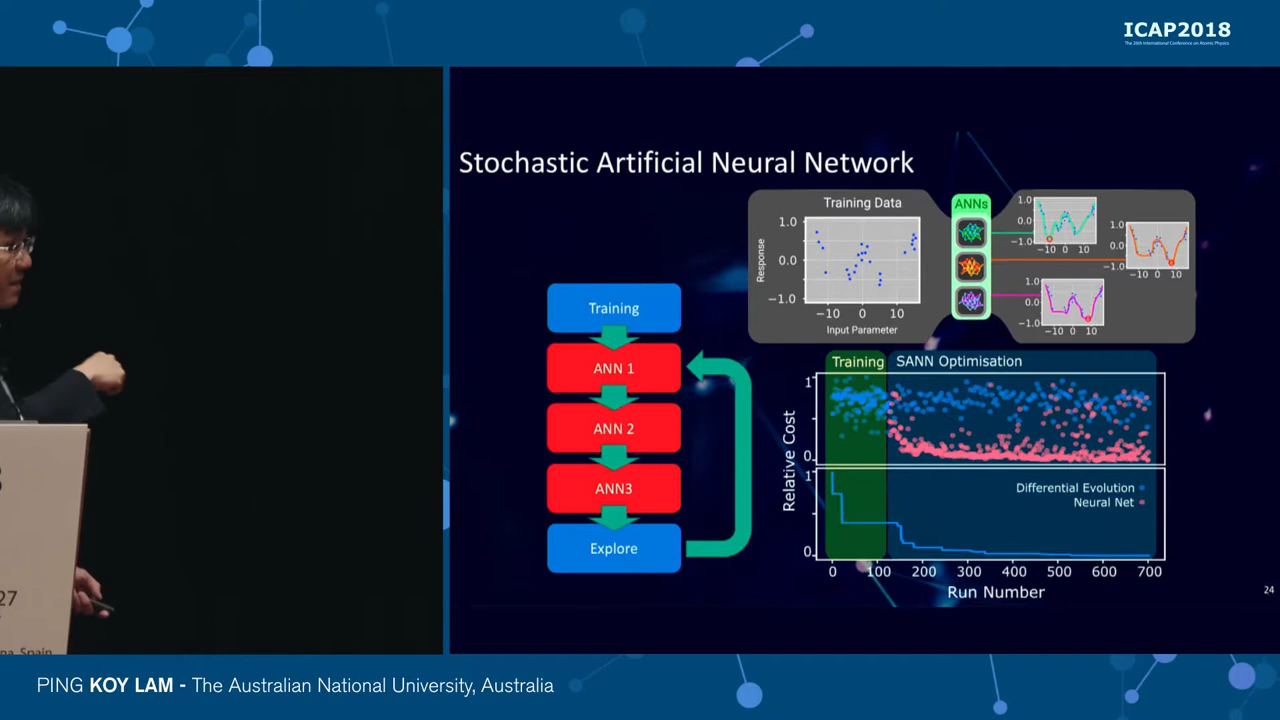 ICAP2018
The 26th International Conference on Atomic Physics
Stochastic Artificial Neural Network
Training Data
Response
1.0
0.0
−1.0
−10 0 10
Input Parameter
ANNs
1.0
0.0
−1.0
−10 0 10
1.0
0.0
−1.0
−10 0 10
1.0
0.0
−1.0
−10 0 10
Training
ANN 1
ANN 2
ANN3
Explore
Training SANN Optimisation
Relative Cost
1
0
1
0
Differential Evolution
Neural Net
0 100 200 300 400 500 600 700
Run Number
24
27
na, Spain
PING KOY LAM - The Australian National University, Australia